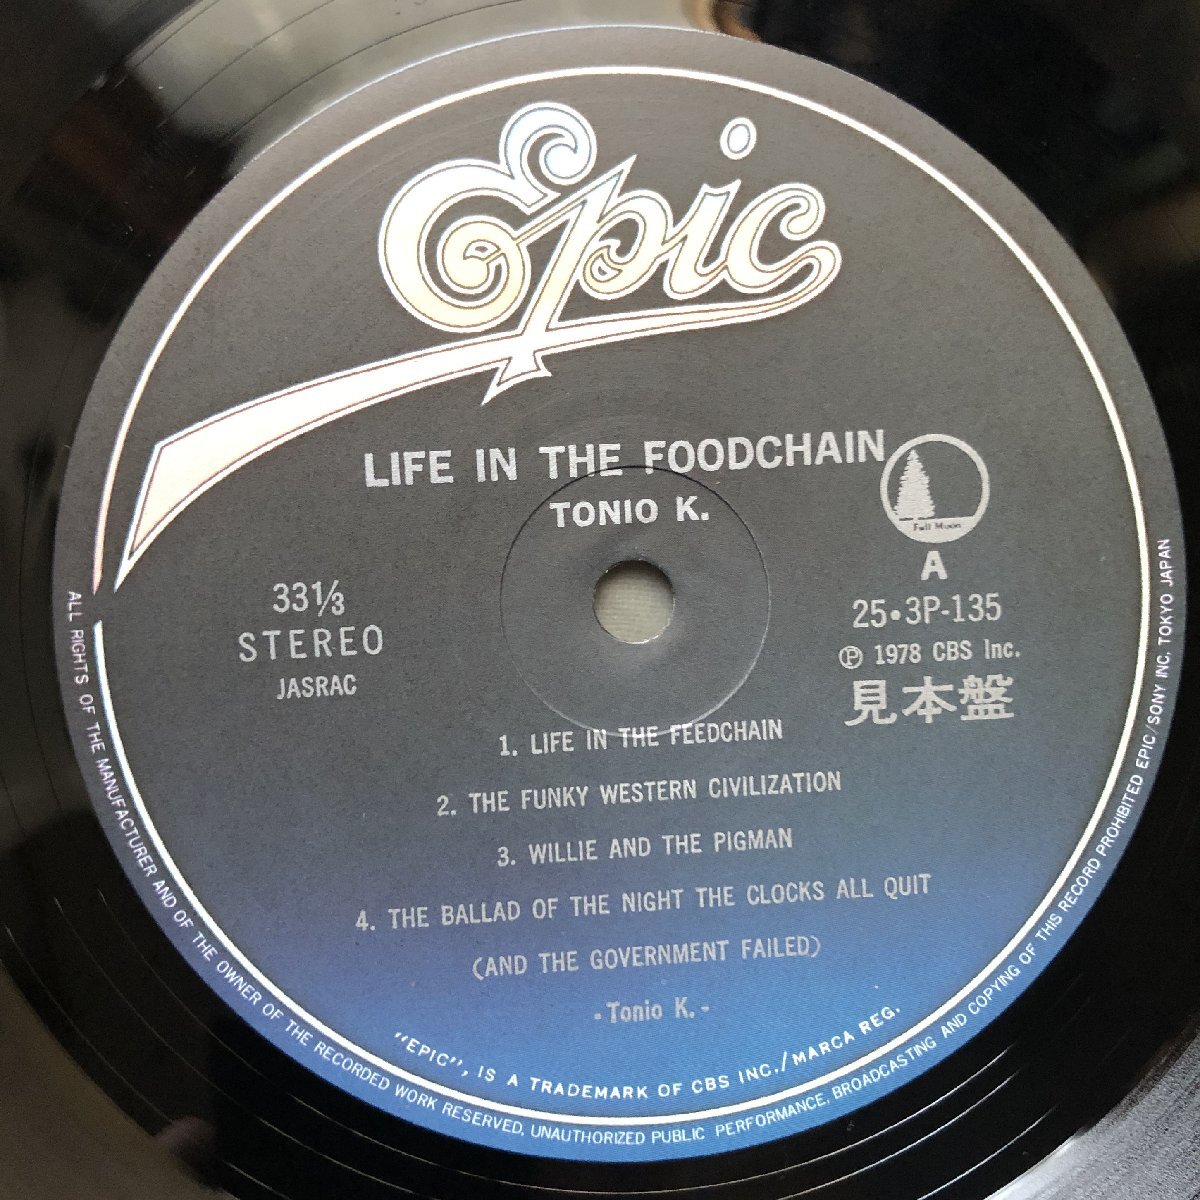 Epic
LIFE IN THE FOODCHAIN
TONIO K.
Full Moon
A
33⅓
STEREO
JASRAC
25・3P-135
Ⓟ 1978 CBS Inc.
見本盤
1. LIFE IN THE FEEDCHAIN
2. THE FUNKY WESTERN CIVILIZATION
3. WILLIE AND THE PIGMAN
4. THE BALLAD OF THE NIGHT THE CLOCKS ALL QUIT
(AND THE GOVERNMENT FAILED)
-Tonio K.-
"EPIC", IS A TRADEMARK OF CBS INC./MARCA REG.
ALL RIGHTS OF THE MANUFACTURER AND OF THE OWNER OF THE RECORDED WORK RESERVED. UNAUTHORIZED PUBLIC PERFORMANCE, BROADCASTING AND COPYING OF THIS RECORD PROHIBITED EPIC/SONY INC. TOKYO JAPAN